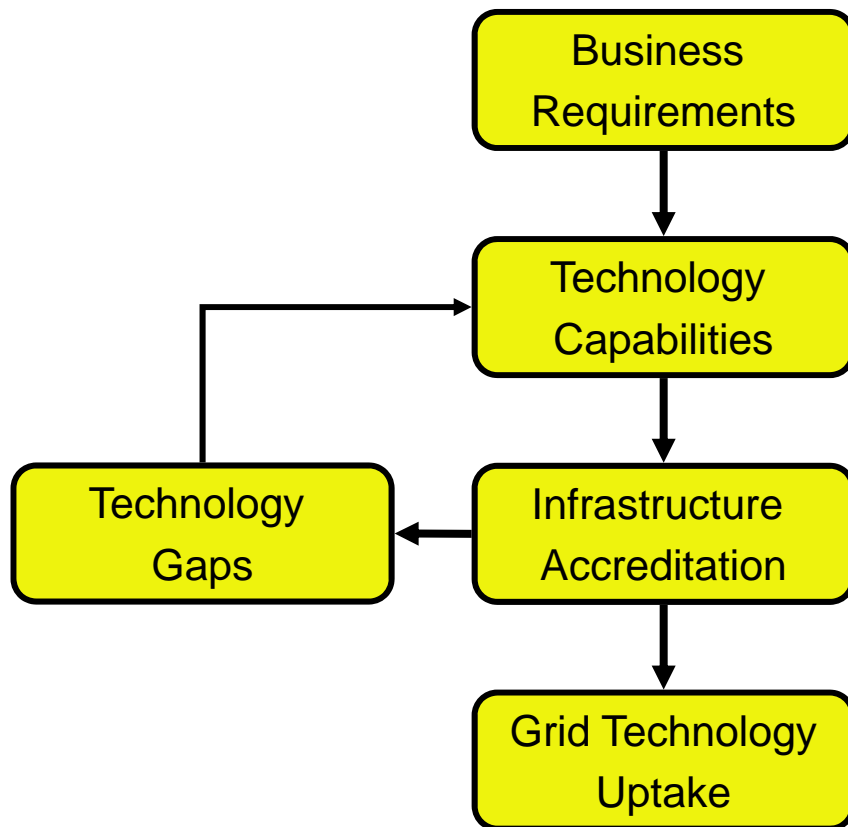 Business
Requirements
Technology
Capabilities
Technology
Gaps
Infrastructure
Accreditation
Grid Technology
Uptake